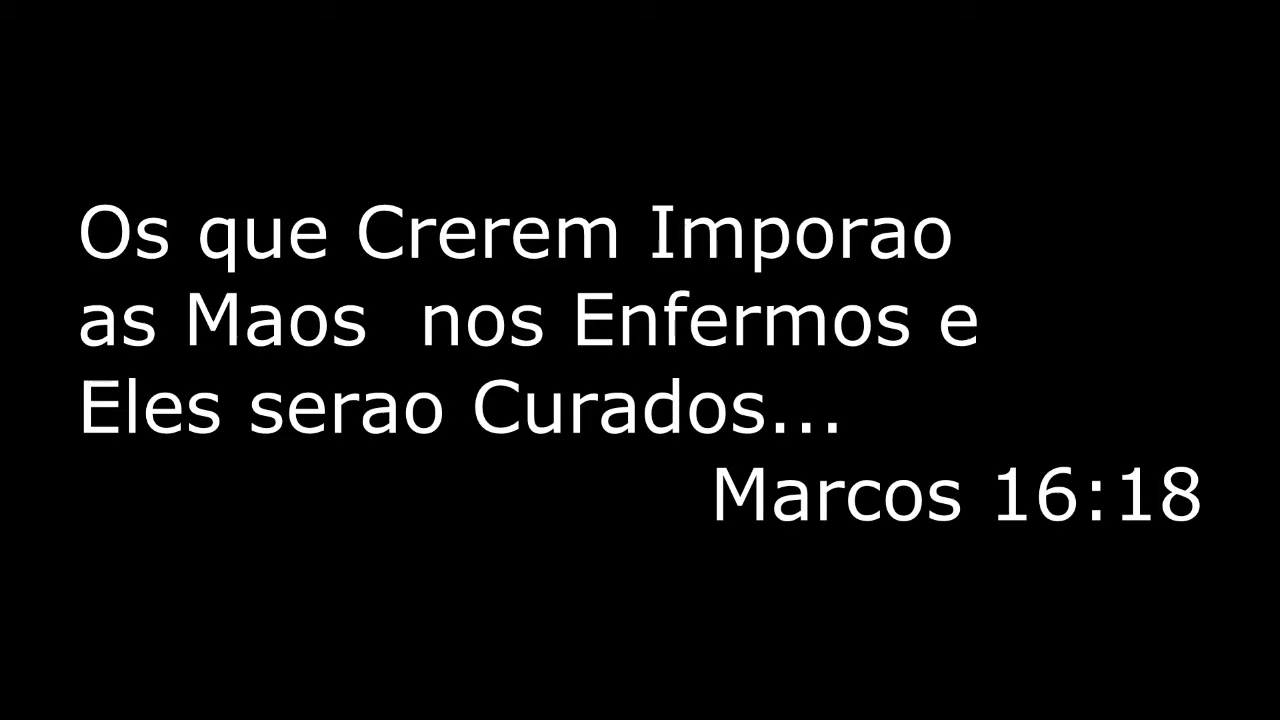 Os que Crerem Imporao
as Maos  nos Enfermos e
Eles serao Curados...
Marcos 16:18